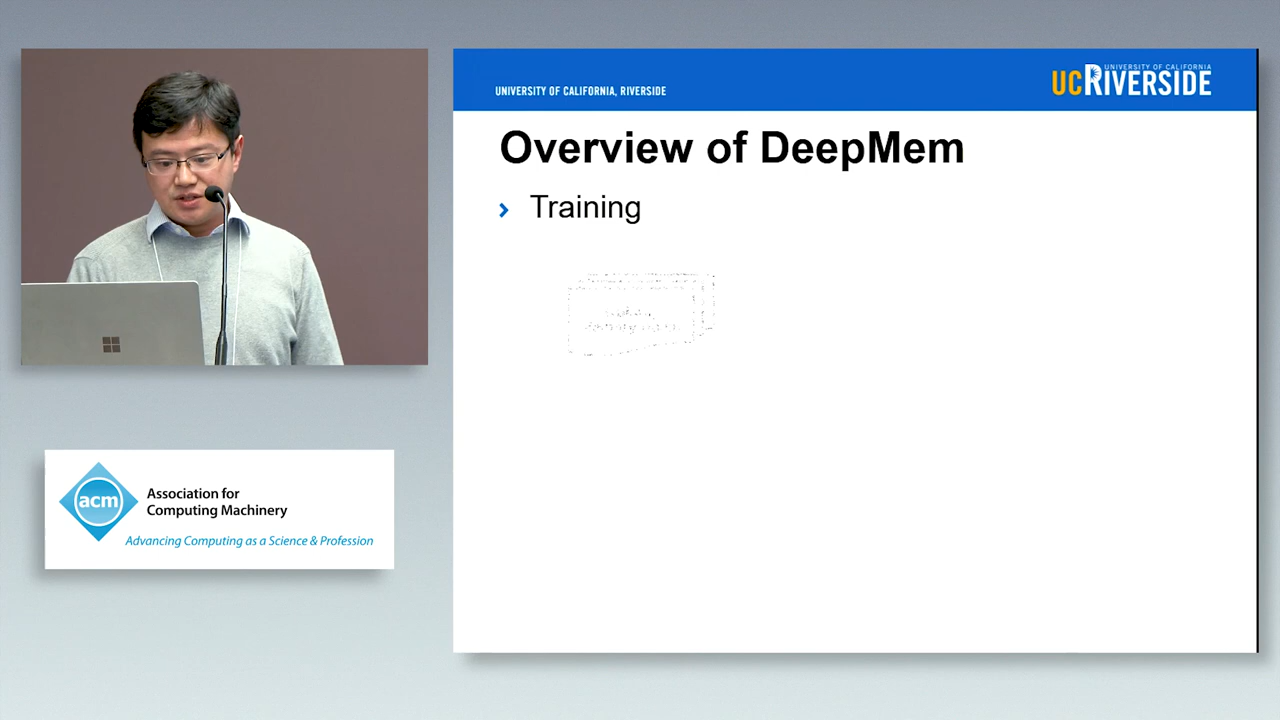 UNIVERSITY OF CALIFORNIA, RIVERSIDE
UNIVERSITY OF CALIFORNIA
UCRIVERSIDE
Overview of DeepMem
Training
acm
Association for
Computing Machinery
Advancing Computing as a Science & Profession